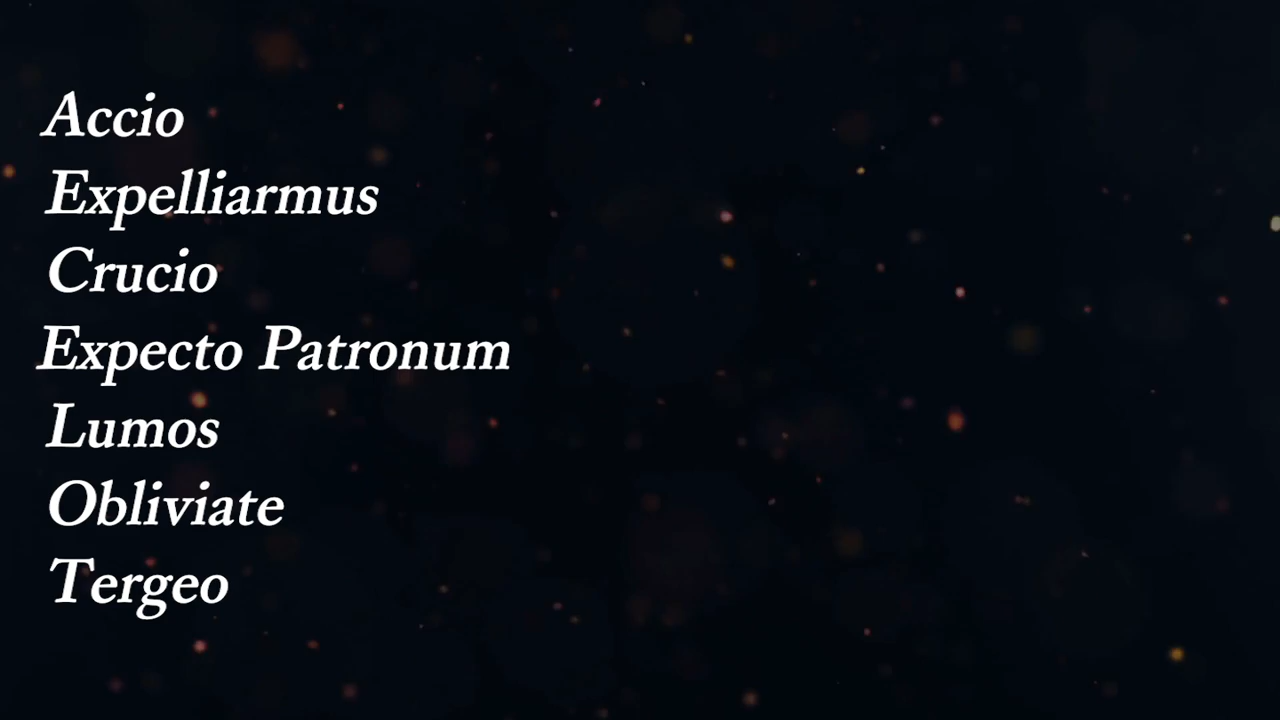 Accio
Expelliarmus
Crucio
Expecto Patronum
Lumos
Obliviate
Tergeo